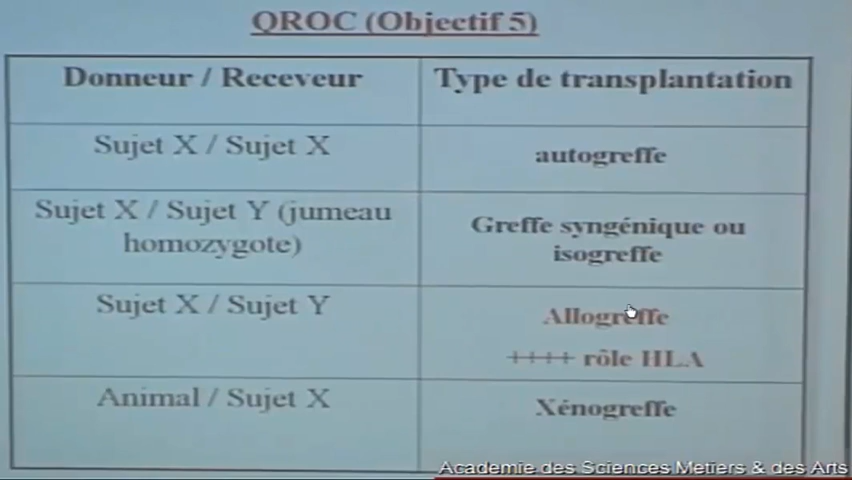 QROC (Objectif 5)
Donneur / Receveur
Type de transplantation
Sujet X / Sujet X
autogreffe
Sujet X / Sujet Y (jumeau
homozygote)
Greffe syngénique ou
isogreffe
Sujet X / Sujet Y
Allogreffe
++++ rôle HLA
Animal / Sujet X
Xénogreffe
Academie des Sciences Metiers & des Arts